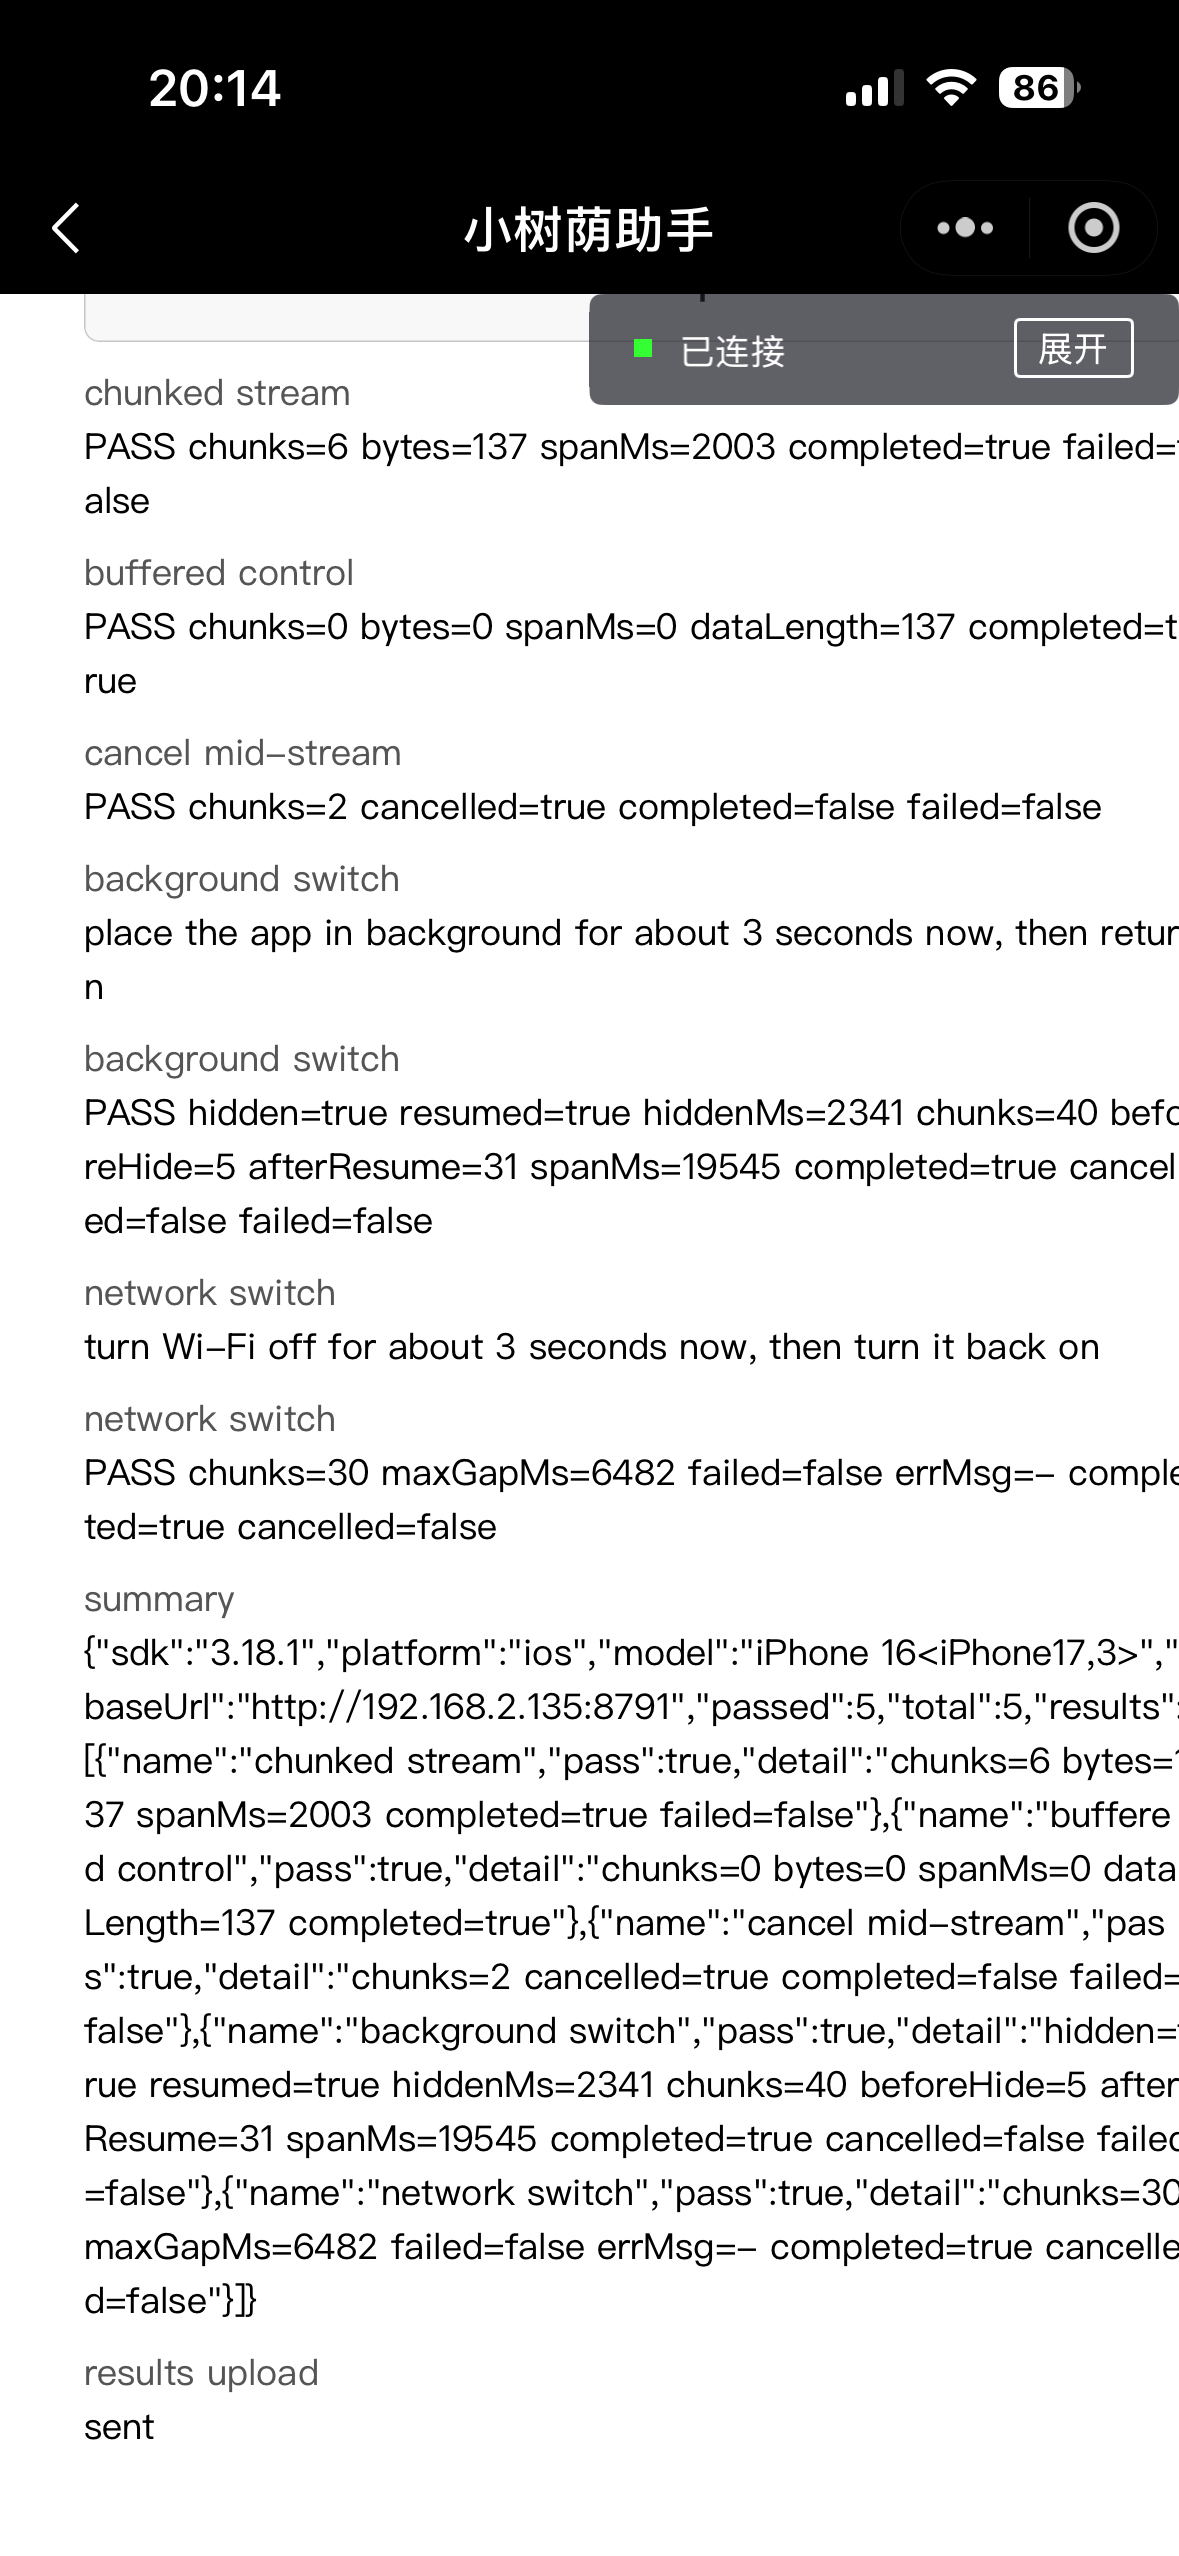 20:14
86
小树荫助手
已连接
展开
chunked stream
PASS chunks=6 bytes=137 spanMs=2003 completed=true failed=f
alse
buffered control
PASS chunks=0 bytes=0 spanMs=0 dataLength=137 completed=t
rue
cancel mid-stream
PASS chunks=2 cancelled=true completed=false failed=false
background switch
place the app in background for about 3 seconds now, then retur
n
background switch
PASS hidden=true resumed=true hiddenMs=2341 chunks=40 befo
reHide=5 afterResume=31 spanMs=19545 completed=true cancel
ed=false failed=false
network switch
turn Wi-Fi off for about 3 seconds now, then turn it back on
network switch
PASS chunks=30 maxGapMs=6482 failed=false errMsg=- comple
ted=true cancelled=false
summary
{"sdk":"3.18.1","platform":"ios","model":"iPhone 16<iPhone17,3>","
baseUrl":"http://192.168.2.135:8791","passed":5,"total":5,"results":
[{"name":"chunked stream","pass":true,"detail":"chunks=6 bytes=1
37 spanMs=2003 completed=true failed=false"},{"name":"buffere
d control","pass":true,"detail":"chunks=0 bytes=0 spanMs=0 data
Length=137 completed=true"},{"name":"cancel mid-stream","pas
s":true,"detail":"chunks=2 cancelled=true completed=false failed=
false"},{"name":"background switch","pass":true,"detail":"hidden=t
rue resumed=true hiddenMs=2341 chunks=40 beforeHide=5 after
Resume=31 spanMs=19545 completed=true cancelled=false failed
=false"},{"name":"network switch","pass":true,"detail":"chunks=30
maxGapMs=6482 failed=false errMsg=- completed=true cancelle
d=false"}]}
results upload
sent